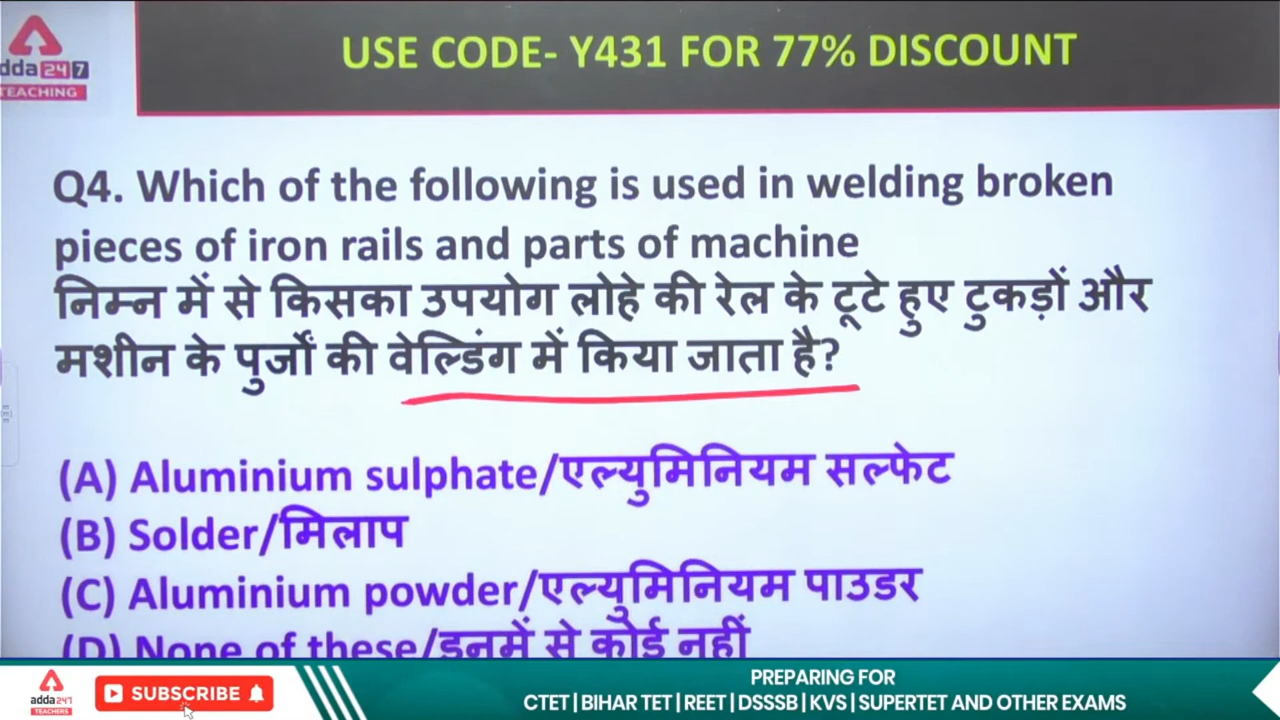 USE CODE- Y431 FOR 77% DISCOUNT
adda 24 7
TEACHING
Q4. Which of the following is used in welding broken
pieces of iron rails and parts of machine
निम्न में से किसका उपयोग लोहे की रेल के टूटे हुए टुकड़ों और
मशीन के पुर्जों की वेल्डिंग में किया जाता है?
(A) Aluminium sulphate/एल्युमिनियम सल्फेट
(B) Solder/मिलाप
(C) Aluminium powder/एल्युमिनियम पाउडर
(D) None of these/इनमें से कोई नहीं
adda 247
TEACHERS
SUBSCRIBE
PREPARING FOR
CTET | BIHAR TET | REET | DSSSB | KVS | SUPERTET AND OTHER EXAMS